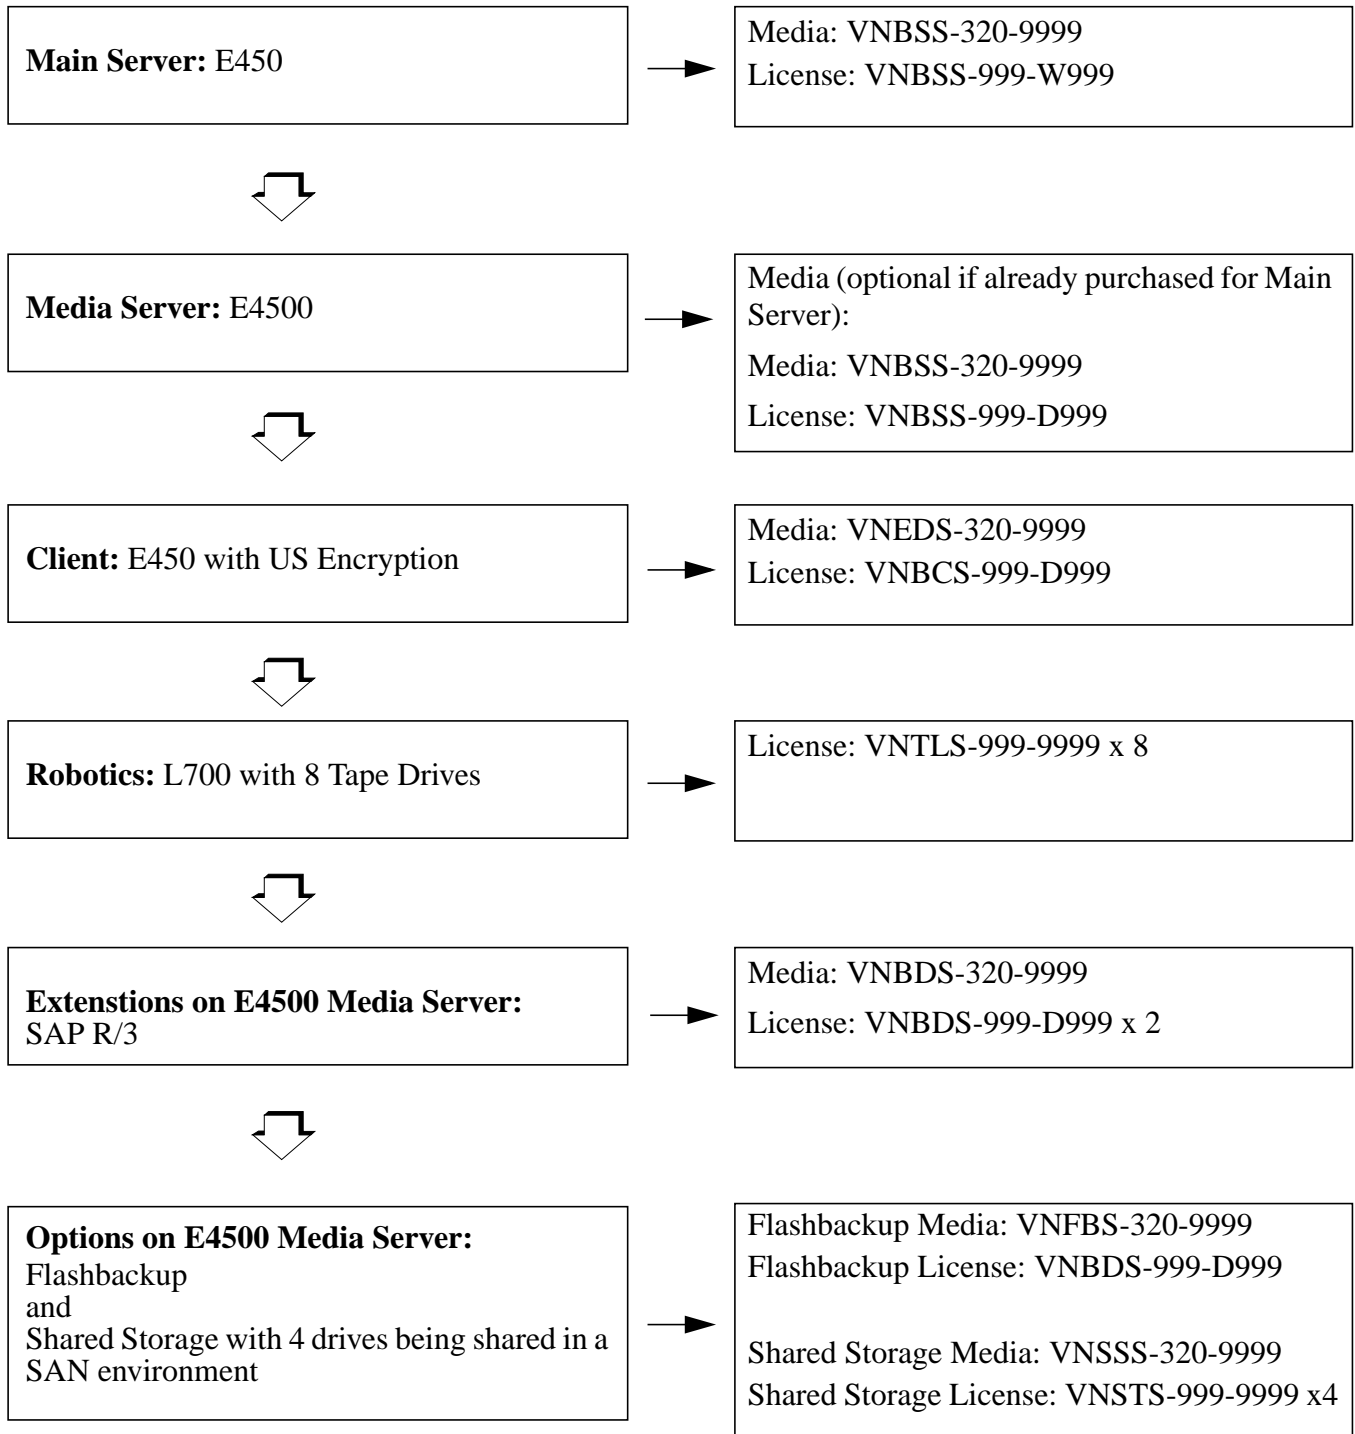 Main Server: E450
Media: VNBSS-320-9999
License: VNBSS-999-W999
Media Server: E4500
Media (optional if already purchased for Main
Server):
Media: VNBSS-320-9999
License: VNBSS-999-D999
Client: E450 with US Encryption
Media: VNEDS-320-9999
License: VNBCS-999-D999
Robotics: L700 with 8 Tape Drives
License: VNTLS-999-9999 x 8
Extenstions on E4500 Media Server:
SAP R/3
Media: VNBDS-320-9999
License: VNBDS-999-D999 x 2
Options on E4500 Media Server:
Flashbackup
and
Shared Storage with 4 drives being shared in a
SAN environment
Flashbackup Media: VNFBS-320-9999
Flashbackup License: VNBDS-999-D999
Shared Storage Media: VNSSS-320-9999
Shared Storage License: VNSTS-999-9999 x4